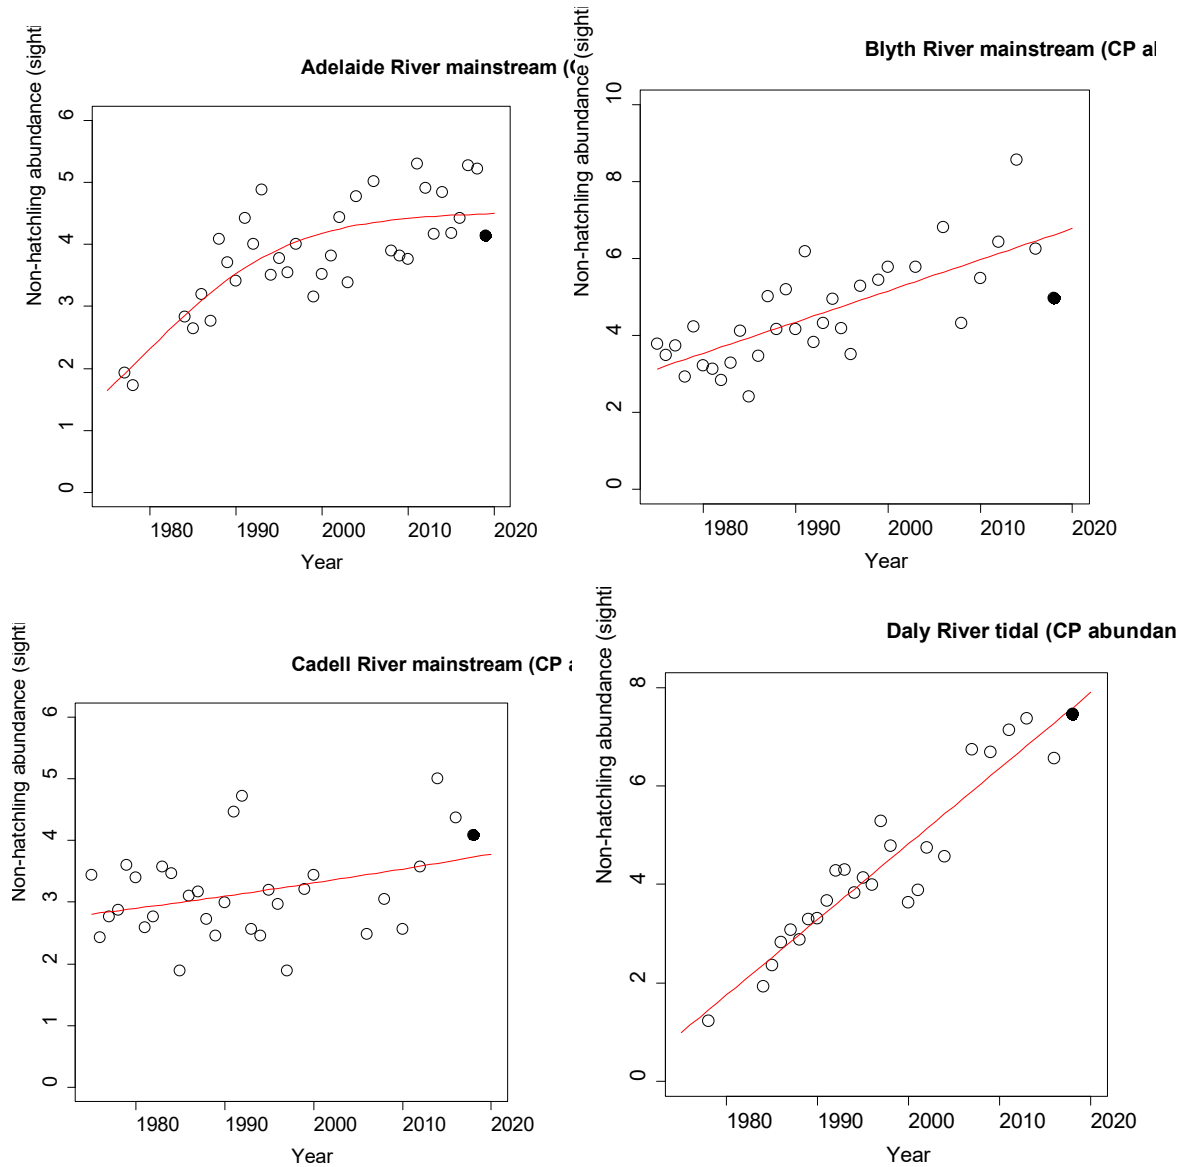 Adelaide River mainstream (
Non-hatchling abundance (sighti
6
5
4
3
2
1
0
1980 1990 2000 2010 2020
Year
Blyth River mainstream (CP al
Non-hatchling abundance (sighti
10
8
6
4
2
0
1980 1990 2000 2010 2020
Year
Cadell River mainstream (CP a
Non-hatchling abundance (sighti
6
5
4
3
2
1
0
1980 1990 2000 2010 2020
Year
Daly River tidal (CP abundan
Non-hatchling abundance (sighti
8
6
4
2
0
1980 1990 2000 2010 2020
Year